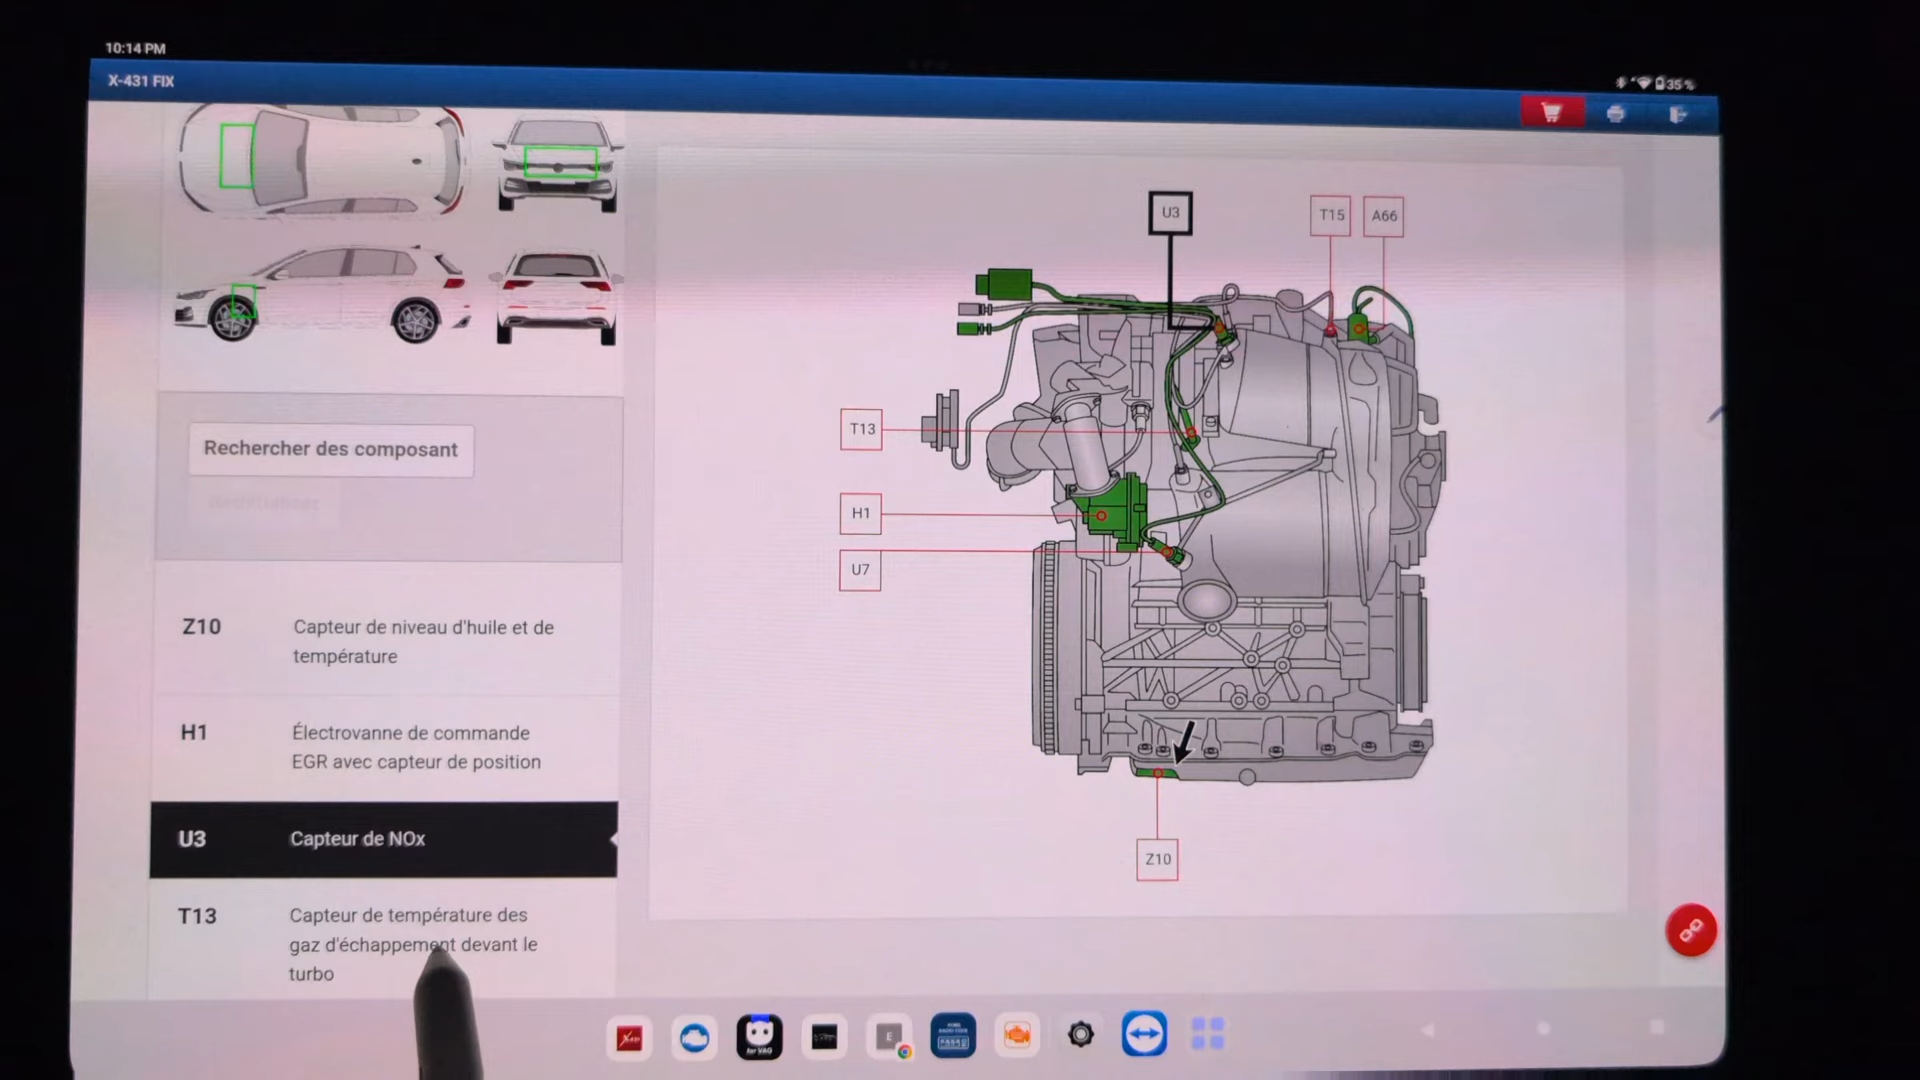 10:14 PM
35%
X-431 FIX
Rechercher des composant
Z10
Capteur de niveau d'huile et de
température
H1
Électrovanne de commande
EGR avec capteur de position
U3
Capteur de NOx
T13
Capteur de température des
gaz d'échappement devant le
turbo
U3
T15
A66
T13
H1
U7
Z10
for VAG
E